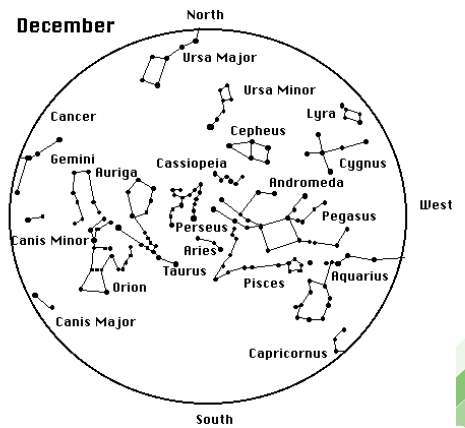 December
North
Ursa Major
Ursa Minor
Lyra
Cancer
Cepheus
Gemini
Auriga
Cassiopeia
Cygnus
Andromeda
West
Pegasus
Perseus
Canis Minor
Aries
Taurus
Pisces
Aquarius
Orion
Canis Major
Capricornus
South